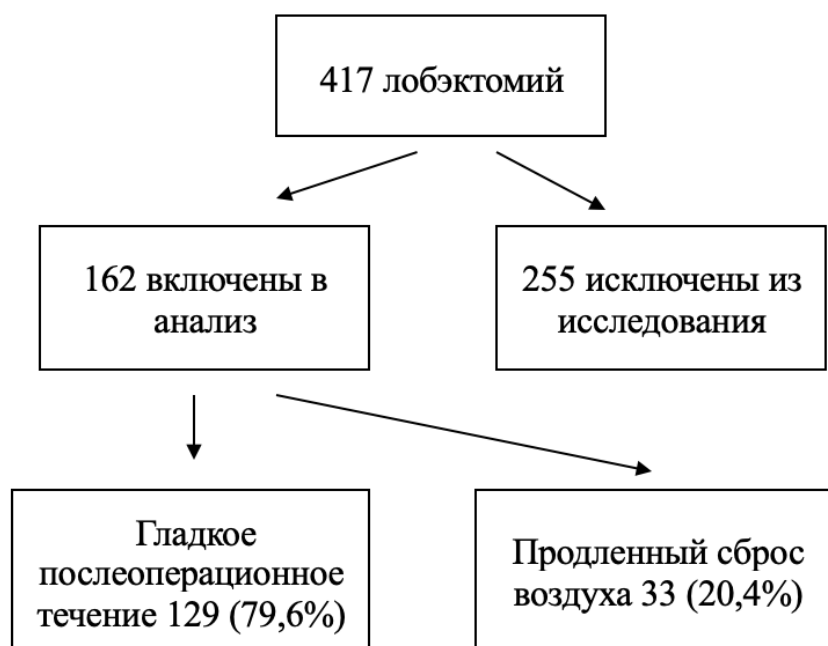 417 лобэктомий
162 включены в
анализ
255 исключены из
исследования
Гладкое
послеоперационное
течение 129 (79,6%)
Продленный сброс
воздуха 33 (20,4%)